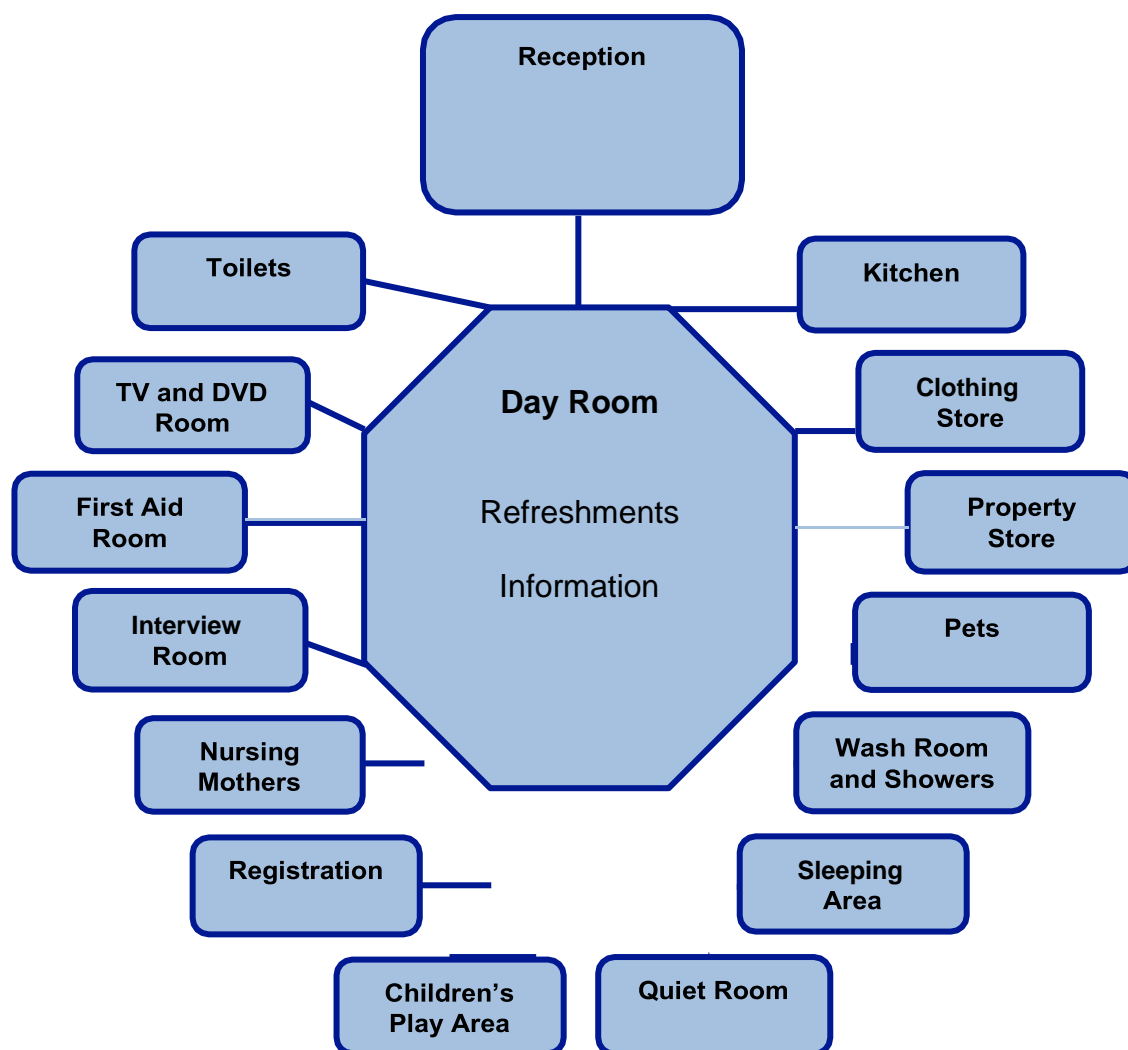 Reception
Toilets
Kitchen
TV and DVD
Room
Clothing
Store
Day Room
First Aid
Room
Refreshments
Property
Store
Information
Interview
Room
Pets
Nursing
Mothers
Wash Room
and Showers
Registration
Sleeping
Area
Children’s
Play Area
Quiet Room